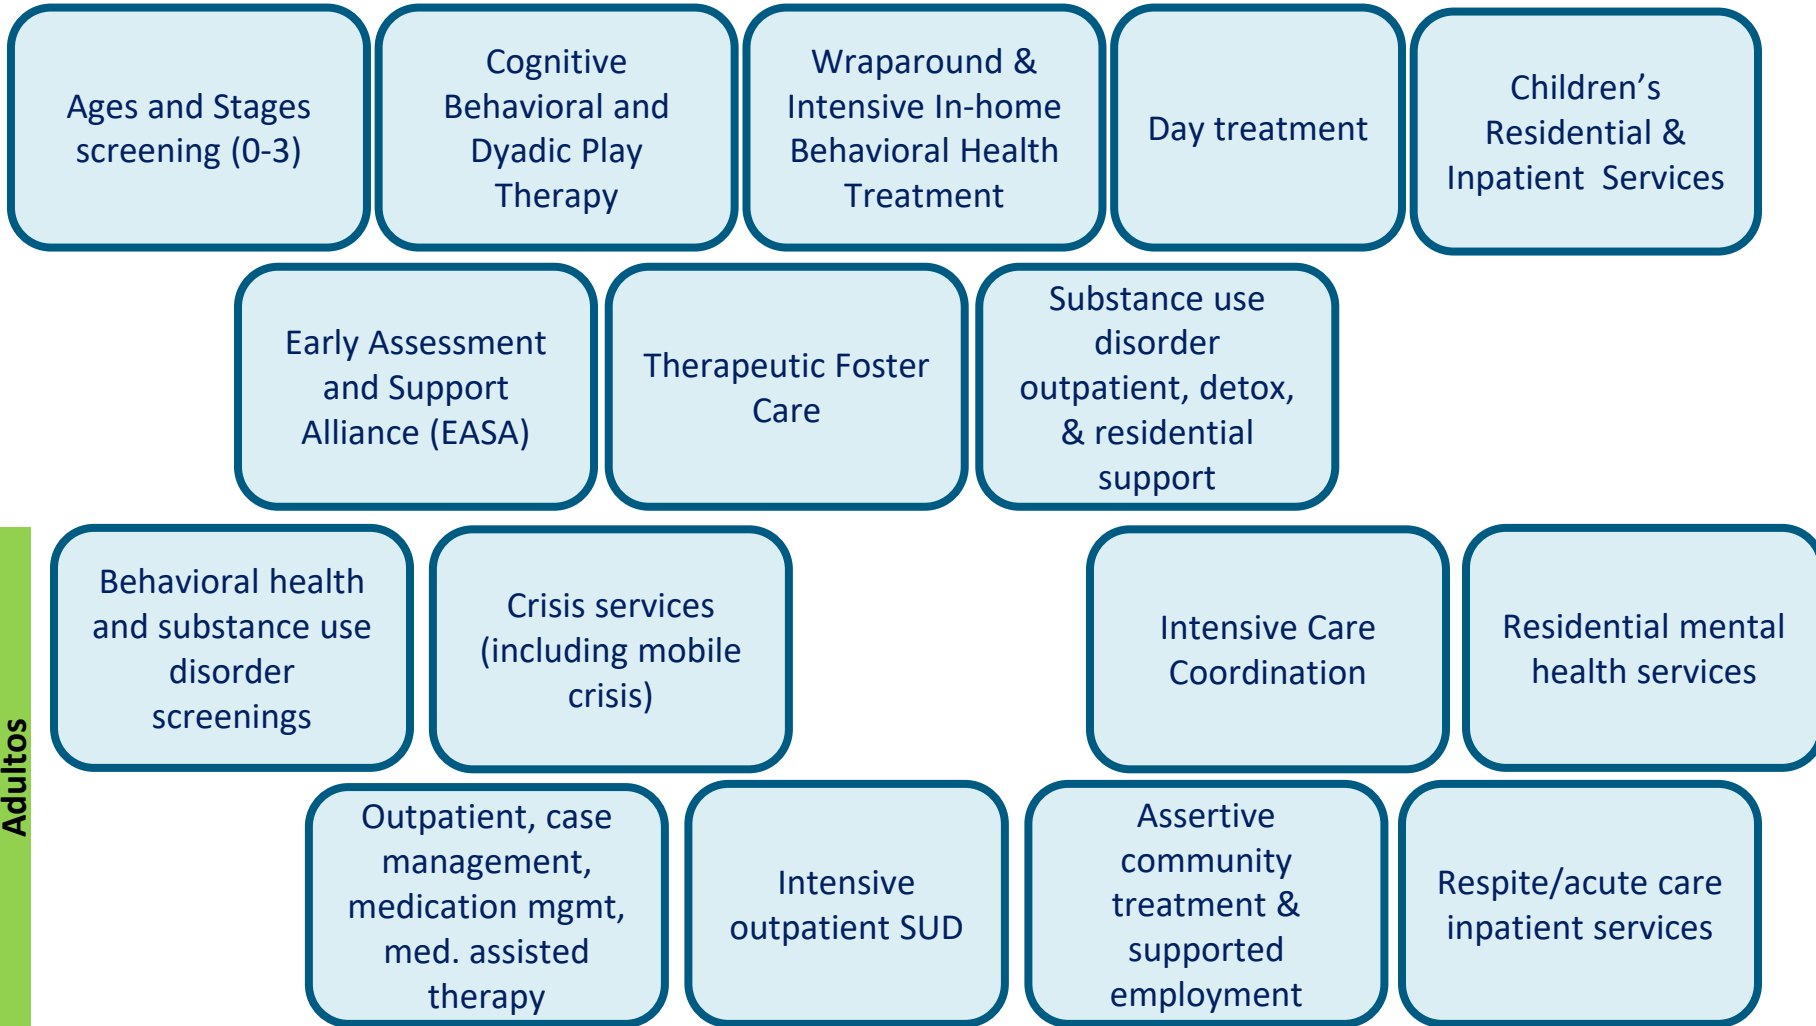 Ages and Stages
screening (0-3)
Cognitive
Behavioral and
Dyadic Play
Therapy
Wraparound &
Intensive In-home
Behavioral Health
Treatment
Day treatment
Children’s
Residential &
Inpatient Services
Early Assessment
and Support
Alliance (EASA)
Therapeutic Foster
Care
Substance use
disorder
outpatient, detox,
& residential
support
Adultos
Behavioral health
and substance use
disorder
screenings
Crisis services
(including mobile
crisis)
Intensive Care
Coordination
Residential mental
health services
Outpatient, case
management,
medication mgmt,
med. assisted
therapy
Intensive
outpatient SUD
Assertive
community
treatment &
supported
employment
Respite/acute care
inpatient services